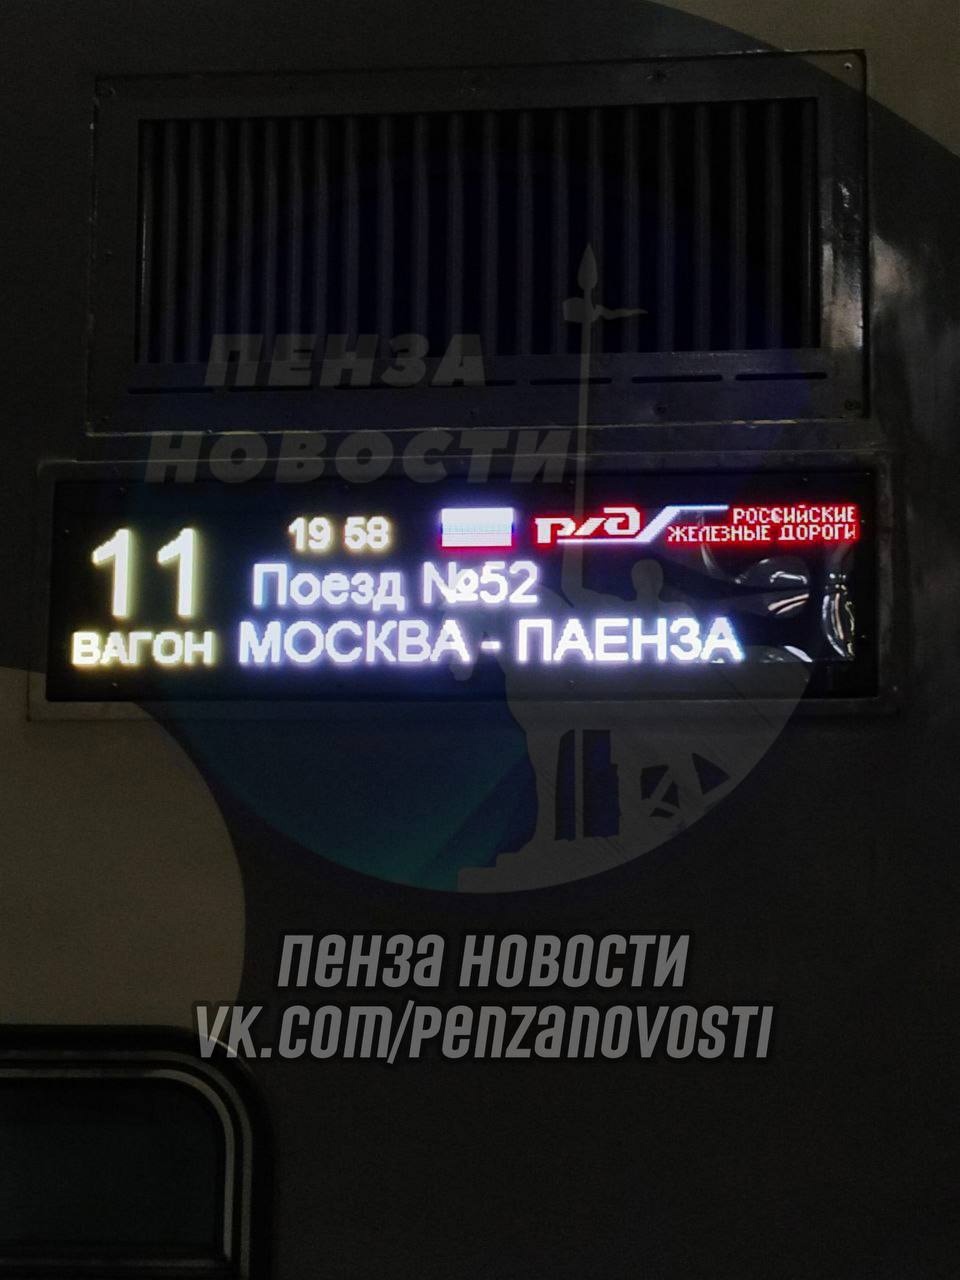 ПЕНЗА
НОВОСТИ
19 58
РЖД
РОССИЙСКИЕ
ЖЕЛЕЗНЫЕ ДОРОГИ
11
ВАГОН
Поезд №52
МОСКВА - ПАЕНЗА
ПЕНЗА НОВОСТИ
VK.COM/PENZANOVOSTI